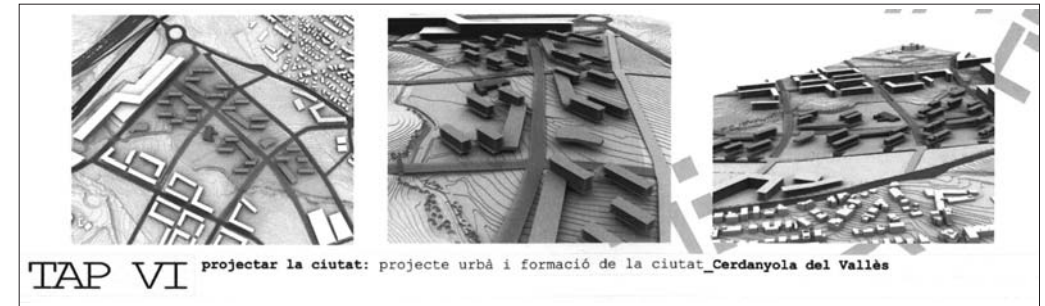 TAP VI
projectar la ciutat: projecte urbà i formació de la ciutat_Cerdanyola del Vallès